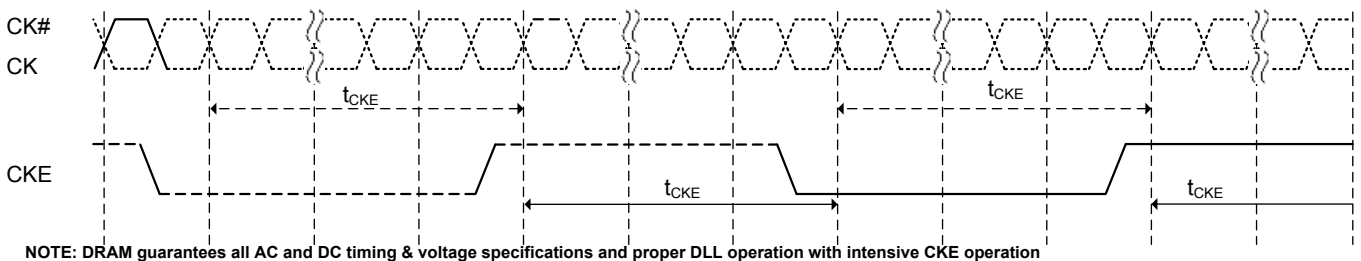 CK#
CK
tCKE
tCKE
CKE
tCKE
tCKE
NOTE: DRAM guarantees all AC and DC timing & voltage specifications and proper DLL operation with intensive CKE operation